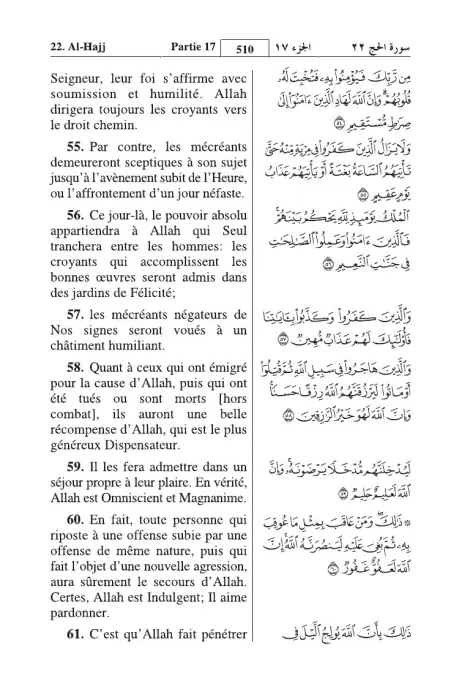 22. Al-Hajj Partie 17 510 الجزء ١٧ سورة الحج ٢٢
Seigneur, leur foi s'affirme avec
soumission et humilité. Allah
dirigera toujours les croyants vers
le droit chemin.
55. Par contre, les mécréants
demeureront sceptiques à son sujet
jusqu'à l'avènement subit de l'Heure,
ou l'affrontement d'un jour néfaste.
56. Ce jour-là, le pouvoir absolu
appartiendra à Allah qui Seul
tranchera entre les hommes: les
croyants qui accomplissent les
bonnes œuvres seront admis dans
des jardins de Félicité;
57. les mécréants négateurs de
Nos signes seront voués à un
châtiment humiliant.
58. Quant à ceux qui ont émigré
pour la cause d'Allah, puis qui ont
été tués ou sont morts [hors
combat], ils auront une belle
récompense d'Allah, qui est le plus
généreux Dispensateur.
59. Il les fera admettre dans un
séjour propre à leur plaire. En vérité,
Allah est Omniscient et Magnanime.
60. En fait, toute personne qui
riposte à une offense subie par une
offense de même nature, puis qui
fait l'objet d'une nouvelle agression,
aura sûrement le secours d'Allah.
Certes, Allah est Indulgent; Il aime
pardonner.
61. C'est qu'Allah fait pénétrer
مِن رَّبِّكَ فَيُؤْمِنُوا۟ بِهِۦ فَتُخْبِتَ لَهُۥ
قُلُوبُهُمْ ۗ وَإِنَّ ٱللَّهَ لَهَادِ ٱلَّذِينَ ءَامَنُوٓا۟ إِلَىٰ
صِرَٰطٍ مُّسْتَقِيمٍ ٥٤
وَلَا يَزَالُ ٱلَّذِينَ كَفَرُوا۟ فِى مِرْيَةٍ مِّنْهُ حَتَّىٰ
تَأْتِيَهُمُ ٱلسَّاعَةُ بَغْتَةً أَوْ يَأْتِيَهُمْ عَذَابُ
يَوْمٍ عَقِيمٍ ٥٥
ٱلْمُلْكُ يَوْمَئِذٍ لِّلَّهِ يَحْكُمُ بَيْنَهُمْ ۚ
فَٱلَّذِينَ ءَامَنُوا۟ وَعَمِلُوا۟ ٱلصَّٰلِحَٰتِ
فِى جَنَّٰتِ ٱلنَّعِيمِ ٥٦
وَٱلَّذِينَ كَفَرُوا۟ وَكَذَّبُوا۟ بِـَٔايَٰتِنَا
فَأُو۟لَٰٓئِكَ لَهُمْ عَذَابٌ مُّهِينٌ ٥٧
وَٱلَّذِينَ هَاجَرُوا۟ فِى سَبِيلِ ٱللَّهِ ثُمَّ قُتِلُوٓا۟
أَوْ مَاتُوا۟ لَيَرْزُقَنَّهُمُ ٱللَّهُ رِزْقًا حَسَنًا ۚ
وَإِنَّ ٱللَّهَ لَهُوَ خَيْرُ ٱلرَّٰزِقِينَ ٥٨
لَيُدْخِلَنَّهُم مُّدْخَلًا يَرْضَوْنَهُۥ ۗ وَإِنَّ
ٱللَّهَ لَعَلِيمٌ حَلِيمٌ ٥٩
۞ ذَٰلِكَ وَمَنْ عَاقَبَ بِمِثْلِ مَا عُوقِبَ
بِهِۦ ثُمَّ بُغِىَ عَلَيْهِ لَيَنصُرَنَّهُ ٱللَّهُ ۗ إِنَّ
ٱللَّهَ لَعَفُوٌّ غَفُورٌ ٦٠
ذَٰلِكَ بِأَنَّ ٱللَّهَ يُولِجُ ٱلَّيْلَ فِى